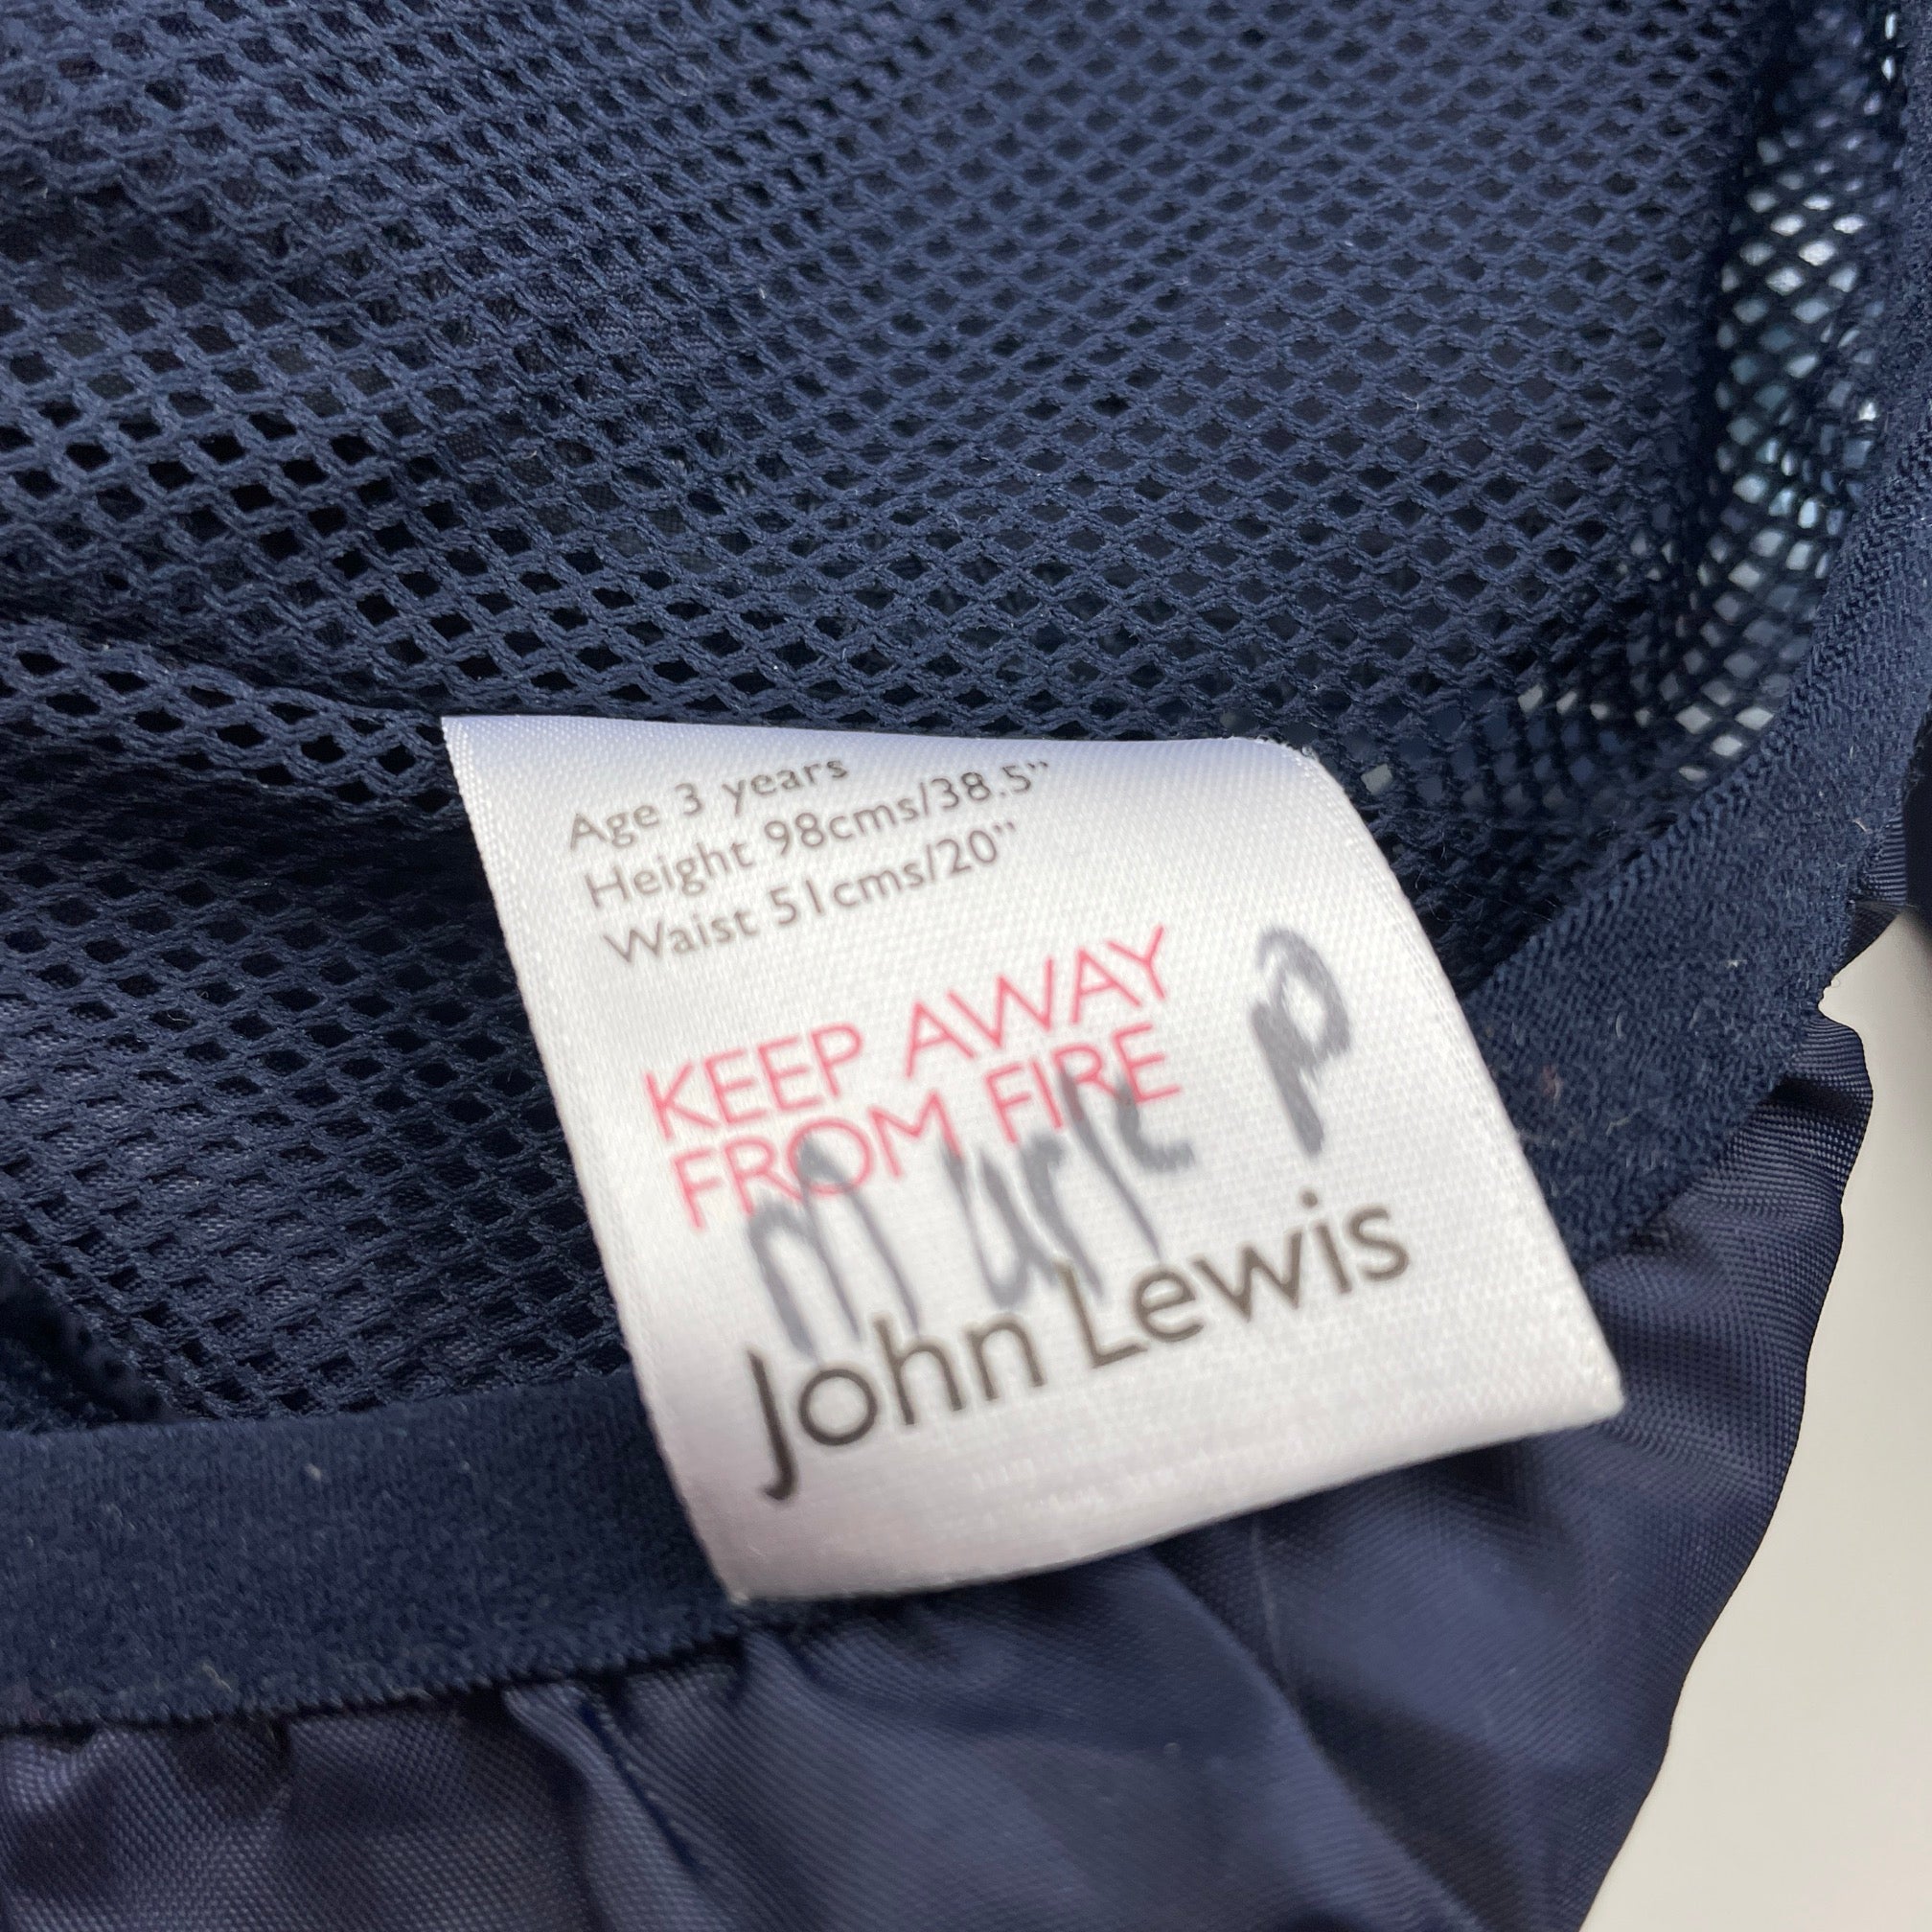 Age 3 years
Height 98cms/38.5"
Waist 51cms/20"
KEEP AWAY
FROM FIRE
P
John Lewis